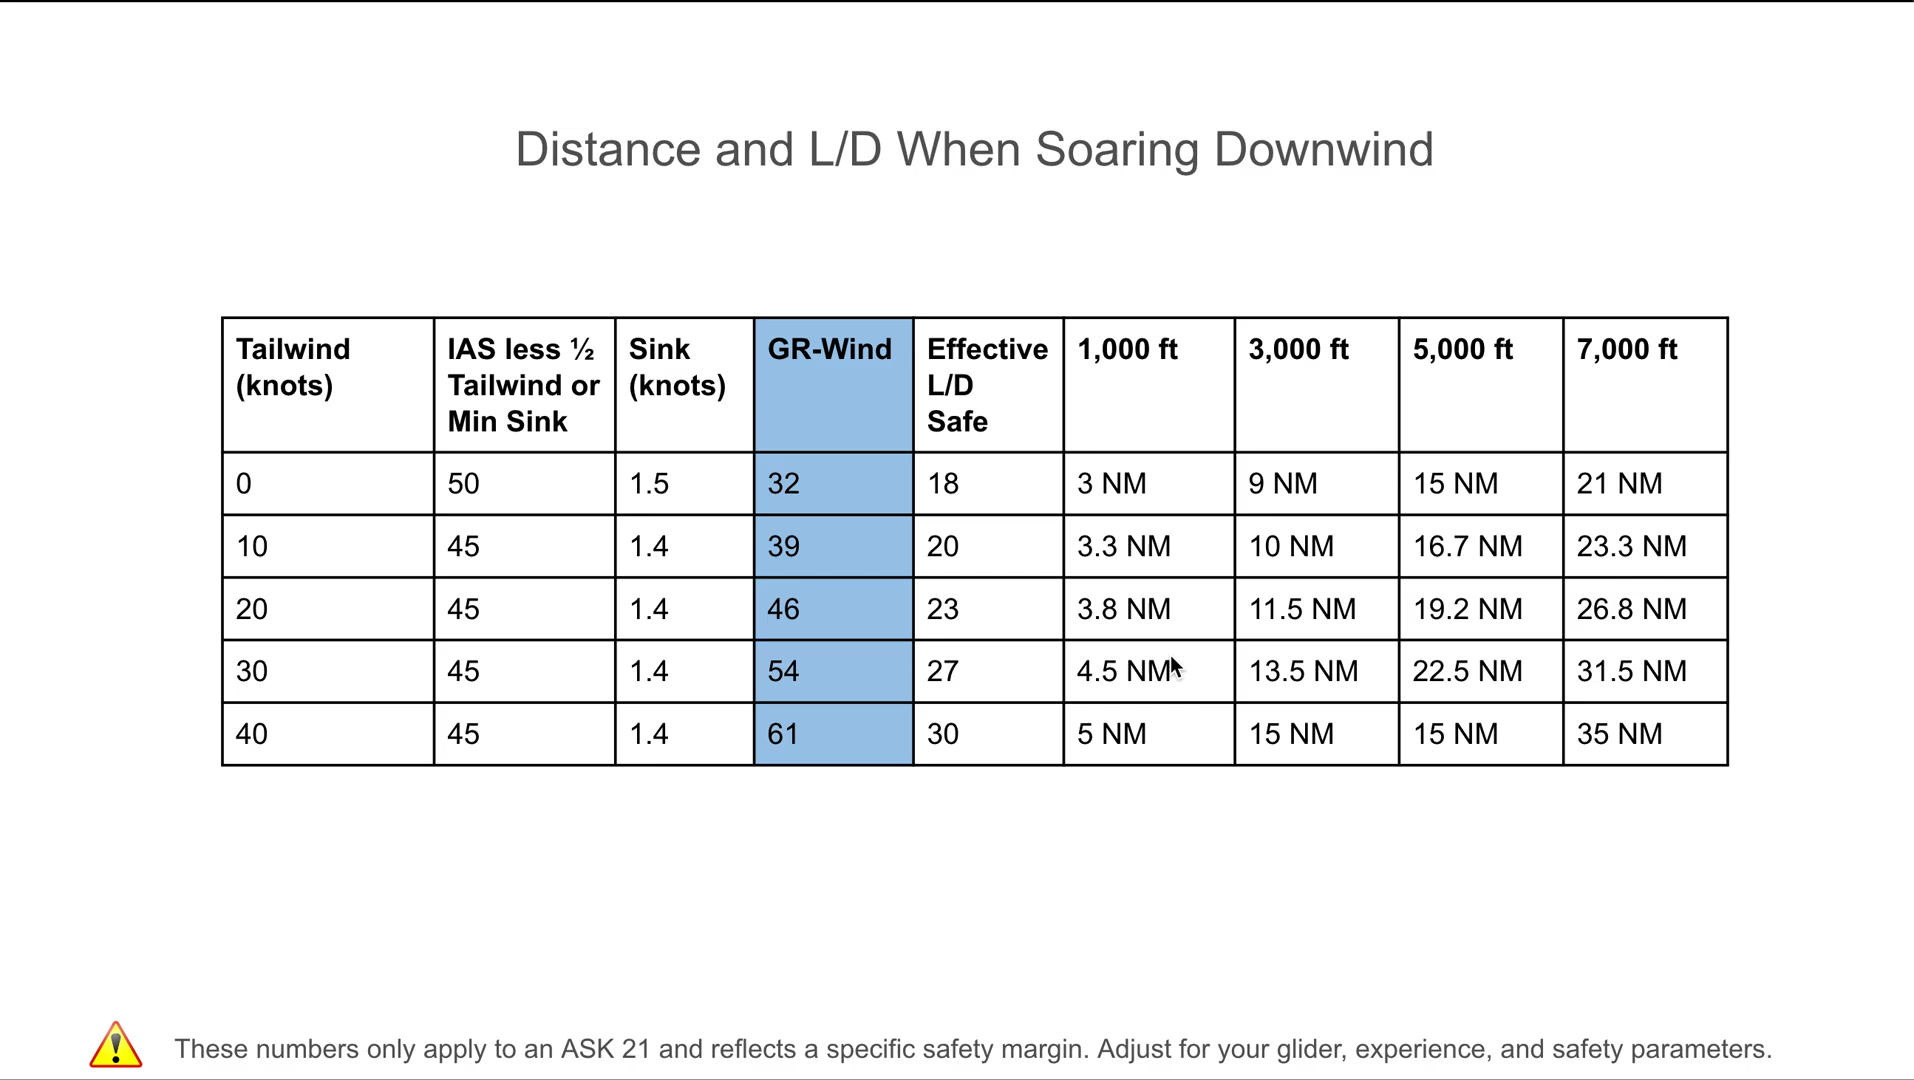 Distance and L/D When Soaring Downwind
Tailwind (knots) IAS less ½ Tailwind or Min Sink Sink (knots) GR-Wind Effective L/D Safe 1,000 ft 3,000 ft 5,000 ft 7,000 ft
0 50 1.5 32 18 3 NM 9 NM 15 NM 21 NM
10 45 1.4 39 20 3.3 NM 10 NM 16.7 NM 23.3 NM
20 45 1.4 46 23 3.8 NM 11.5 NM 19.2 NM 26.8 NM
30 45 1.4 54 27 4.5 NM 13.5 NM 22.5 NM 31.5 NM
40 45 1.4 61 30 5 NM 15 NM 15 NM 35 NM
These numbers only apply to an ASK 21 and reflects a specific safety margin. Adjust for your glider, experience, and safety parameters.